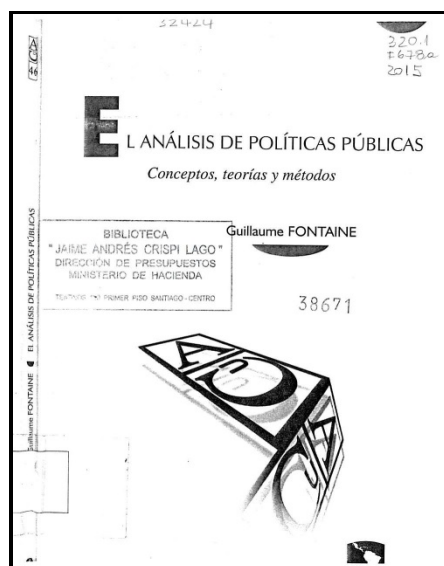 32424
320.1
F678a
2015
EL ANÁLISIS DE POLÍTICAS PÚBLICAS
Conceptos, teorías y métodos
Guillaume FONTAINE
BIBLIOTECA
"JAIME ANDRÉS CRISPI LAGO"
DIRECCIÓN DE PRESUPUESTOS
MINISTERIO DE HACIENDA
PRIMER PISO SANTIAGO - CENTRO
38671
46
Guillaume FONTAINE EL ANÁLISIS DE POLÍTICAS PÚBLICAS